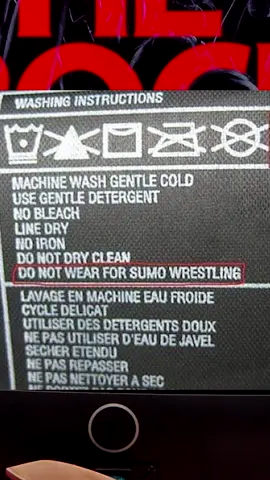 WASHING INSTRUCTIONS
MACHINE WASH GENTLE COLD
USE GENTLE DETERGENT
NO BLEACH
LINE DRY
NO IRON
DO NOT DRY CLEAN
DO NOT WEAR FOR SUMO WRESTLING
LAVAGE EN MACHINE EAU FROIDE
CYCLE DELICAT
UTILISER DES DETERGENTS DOUX
NE PAS UTILISER D'EAU DE JAVEL
SECHER ETENDU
NE PAS REPASSER
NE PAS NETTOYER A SEC